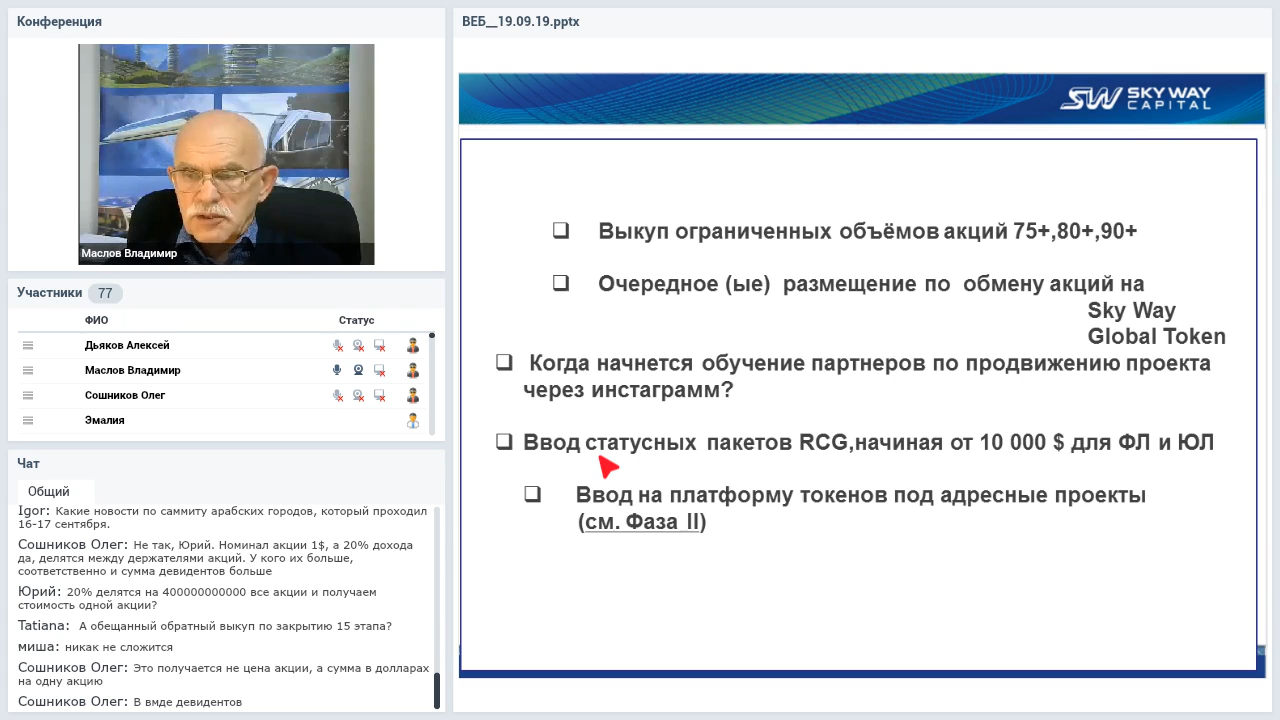 Конференция
Маслов Владимир
Участники 77
ФИО Статус
Дьяков Алексей
Маслов Владимир
Сошников Олег
Эмалия
Чат
Общий
Igor: Какие новости по саммиту арабских городов, который проходил
16-17 сентября.
Сошников Олег: Не так, Юрий. Номинал акции 1$, а 20% дохода
да, делятся между держателями акций. У кого их больше,
соответственно и сумма девидентов больше
Юрий: 20% делятся на 400000000000 все акции и получаем
стоимость одной акции?
Tatiana: А обещанный обратный выкуп по закрытию 15 этапа?
миша: никак не сложится
Сошников Олег: Это получается не цена акции, а сумма в долларах
на одну акцию
Сошников Олег: В вмде девидентов
ВЕБ__19.09.19.pptx
SW SKY WAY
CAPITAL
Выкуп ограниченных объёмов акций 75+,80+,90+
Очередное (ые) размещение по обмену акций на
Sky Way
Global Token
Когда начнется обучение партнеров по продвижению проекта
через инстаграмм?
Ввод статусных пакетов RCG,начиная от 10 000 $ для ФЛ и ЮЛ
Ввод на платформу токенов под адресные проекты
(см. Фаза II)